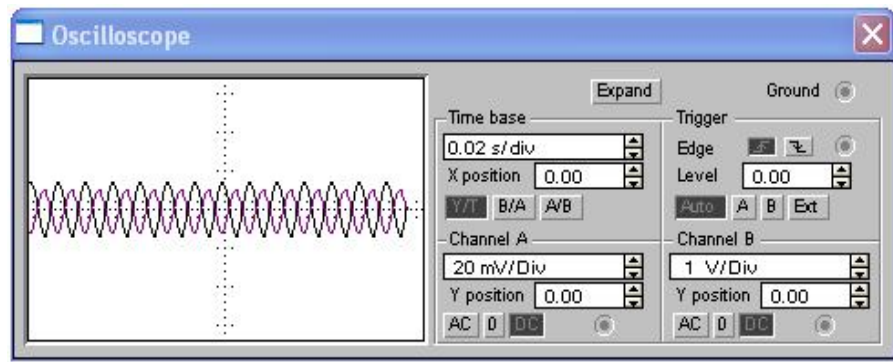 Oscilloscope
Expand
Ground
Time base
0.02 s/div
X position 0.00
Y/T B/A A/B
Trigger
Edge
Level 0.00
Auto A B Ext
Channel A
20 mV/Div
Y position 0.00
AC 0 DC
Channel B
1 V/Div
Y position 0.00
AC 0 DC